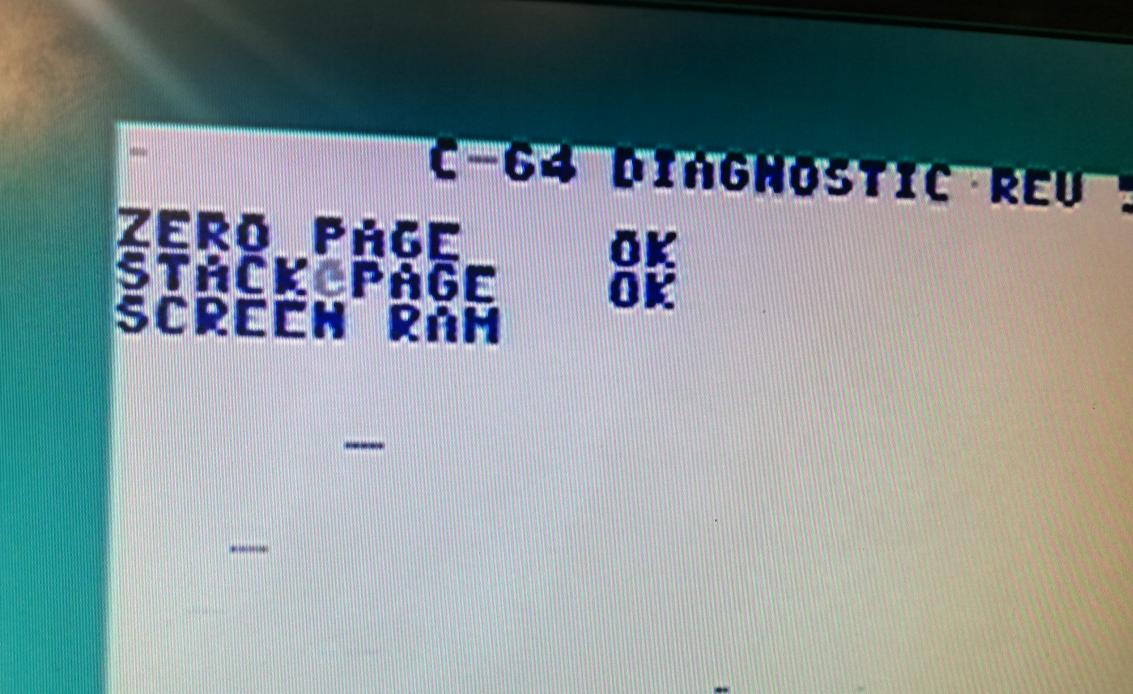 C-64 DIAGNOSTIC REV
ZERO PAGE OK
STACK PAGE OK
SCREEN RAM